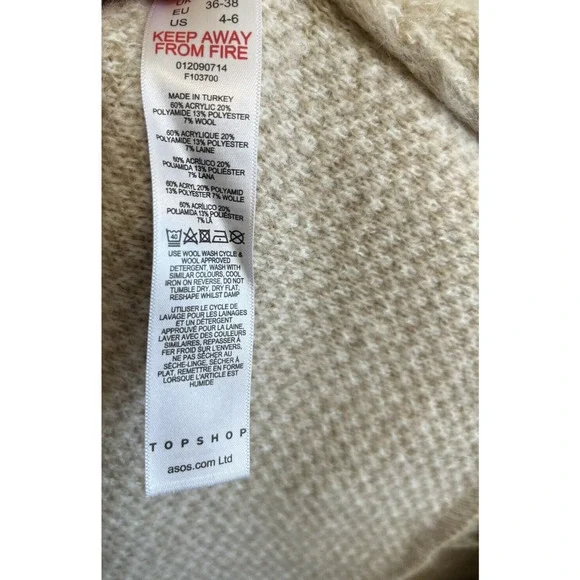 EU 36-38
US 4-6
KEEP AWAY
FROM FIRE
012090714
F103700
MADE IN TURKEY
60% ACRYLIC 20%
POLYAMIDE 13% POLYESTER
7% WOOL
60% ACRYLIQUE 20%
POLYAMIDE 13% POLYESTER
7% LAINE
60% ACRÍLICO 20%
POLIAMIDA 13% POLIÉSTER
7% LANA
60% ACRYL 20% POLYAMID
13% POLYESTER 7% WOLLE
60% ACRÍLICO 20%
POLIAMIDA 13% POLIÉSTER
7% LÃ
40
USE WOOL WASH CYCLE &
WOOL APPROVED
DETERGENT, WASH WITH
SIMILAR COLOURS, COOL
IRON ON REVERSE, DO NOT
TUMBLE DRY, DRY FLAT,
RESHAPE WHILST DAMP
UTILISER LE CYCLE DE
LAVAGE POUR LES LAINAGES
ET UN DÉTERGENT
APPROUVÉ POUR LA LAINE,
LAVER AVEC DES COULEURS
SIMILAIRES, REPASSER À
FER FROID SUR L'ENVERS,
NE PAS SÉCHER AU
SÈCHE-LINGE, SÉCHER À
PLAT, REMETTRE EN FORME
LORSQUE L'ARTICLE EST
HUMIDE
TOPSHOP
asos.com Ltd